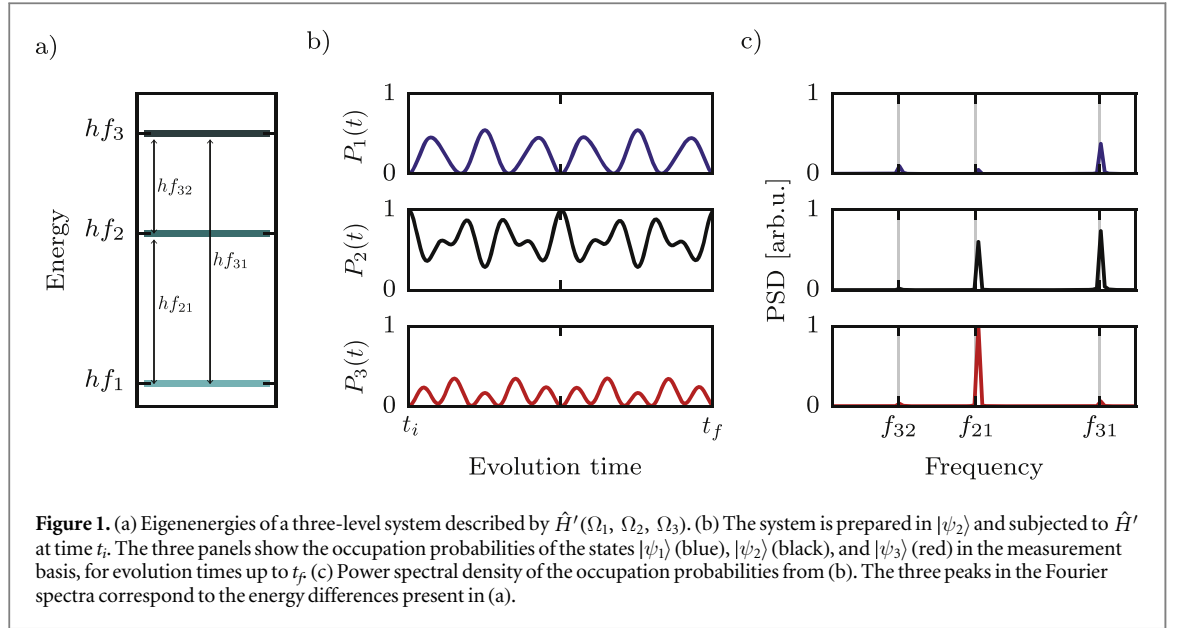 a)
b)
c)
Energy
hf₃
hf₂
hf₁
hf₃₂
hf₃₁
hf₂₁
P₁(t)
1
0
P₂(t)
1
0
P₃(t)
1
0
tᵢ
t_f
Evolution time
PSD [arb.u.]
1
0
1
0
1
0
f₃₂
f₂₁
f₃₁
Frequency
Figure 1. (a) Eigenenergies of a three-level system described by Ĥ′(Ω₁, Ω₂, Ω₃). (b) The system is prepared in |ψ₂⟩ and subjected to Ĥ′
at time tᵢ. The three panels show the occupation probabilities of the states |ψ₁⟩ (blue), |ψ₂⟩ (black), and |ψ₃⟩ (red) in the measurement
basis, for evolution times up to t_f. (c) Power spectral density of the occupation probabilities from (b). The three peaks in the Fourier
spectra correspond to the energy differences present in (a).